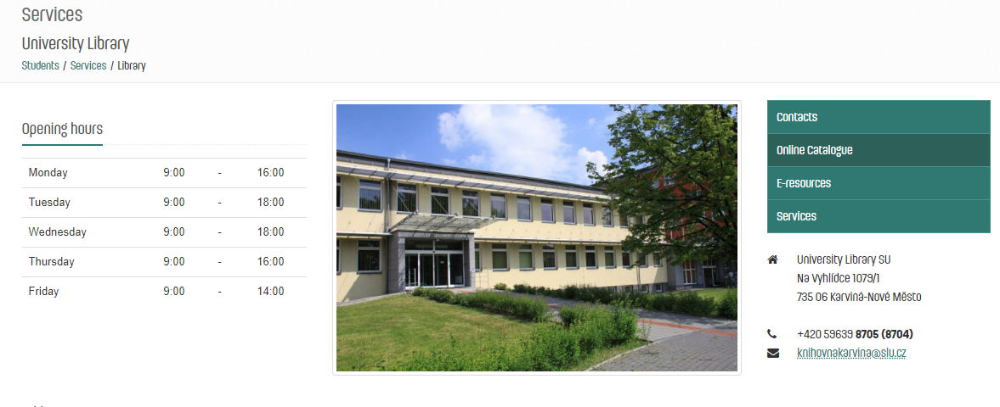 Services
University Library
Students / Services / Library
Opening hours
Monday 9:00 - 16:00
Tuesday 9:00 - 18:00
Wednesday 9:00 - 18:00
Thursday 9:00 - 16:00
Friday 9:00 - 14:00
Contacts
Online Catalogue
E-resources
Services
University Library SU
Na Vyhlídce 1079/1
735 06 Karviná-Nové Město
+420 59639 8705 (8704)
knihovnakarvina@slu.cz